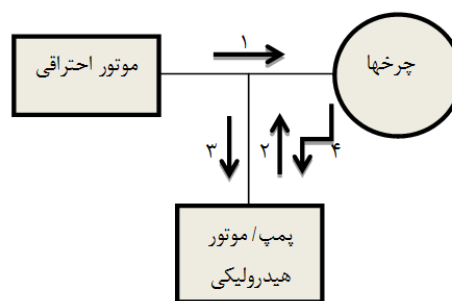 موتور احتراقی
۱
چرخها
۳
۲
۴
پمپ/ موتور
هیدرولیکی